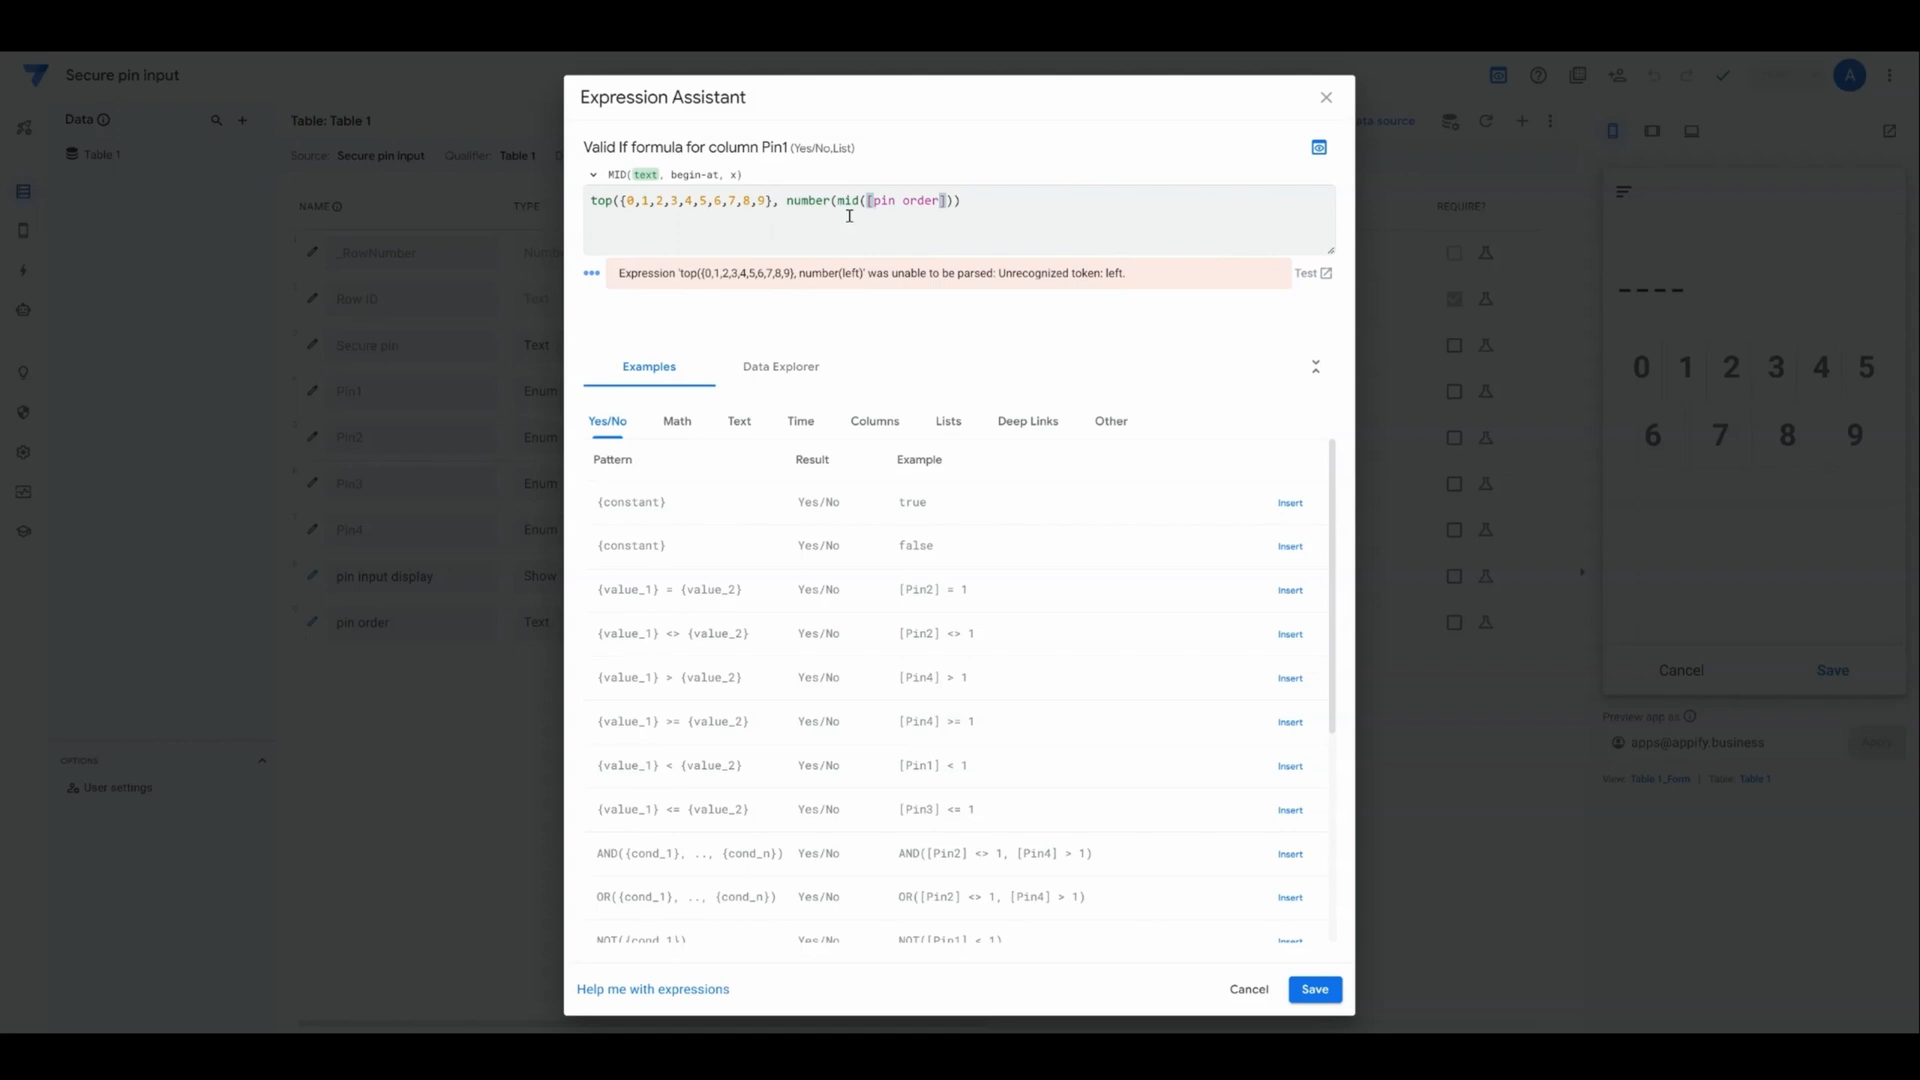 Secure pin input
A
Data
Table 1
Table: Table 1
Source: Secure pin input Qualifier: Table 1
ata source
NAME
TYPE
REQUIRE?
_RowNumber
Row ID Text
Secure pin Text
Pin1 Enum
Pin2 Enum
Pin3 Enum
Pin4 Enum
pin input display Show
pin order Text
OPTIONS
User settings
Expression Assistant
Valid If formula for column Pin1 (Yes/No,List)
MID(text, begin-at, x)
top({0,1,2,3,4,5,6,7,8,9}, number(mid([pin order]))
Expression 'top({0,1,2,3,4,5,6,7,8,9}, number(left)' was unable to be parsed: Unrecognized token: left.
Test
Examples Data Explorer
Yes/No Math Text Time Columns Lists Deep Links Other
Pattern Result Example
{constant} Yes/No true Insert
{constant} Yes/No false Insert
{value_1} = {value_2} Yes/No [Pin2] = 1 Insert
{value_1} <> {value_2} Yes/No [Pin2] <> 1 Insert
{value_1} > {value_2} Yes/No [Pin4] > 1 Insert
{value_1} >= {value_2} Yes/No [Pin4] >= 1 Insert
{value_1} < {value_2} Yes/No [Pin1] < 1 Insert
{value_1} <= {value_2} Yes/No [Pin3] <= 1 Insert
AND({cond_1}, .., {cond_n}) Yes/No AND([Pin2] <> 1, [Pin4] > 1) Insert
OR({cond_1}, .., {cond_n}) Yes/No OR([Pin2] <> 1, [Pin4] > 1) Insert
NOT({cond_1}) Yes/No NOT([Pin1] < 1) Insert
Help me with expressions
Cancel Save
– – – –
0 1 2 3 4 5
6 7 8 9
Cancel Save
Preview app as
apps@appify.business Apply
View: Table 1_Form | Table: Table 1